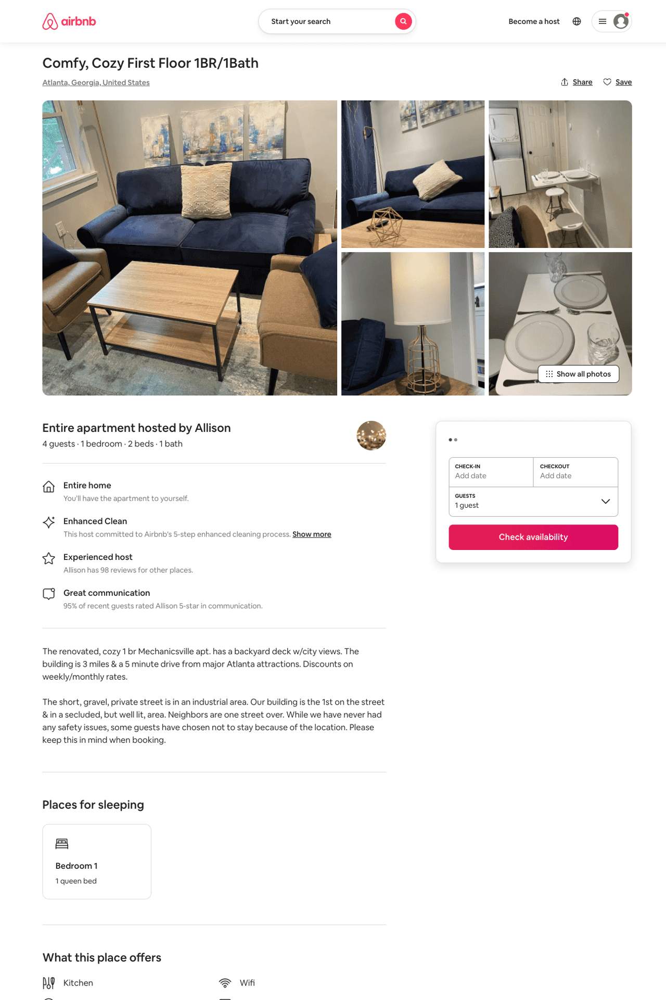 airbnb
Start your search
Become a host
Comfy, Cozy First Floor 1BR/1Bath
Atlanta, Georgia, United States
Share
Save
Show all photos
Entire apartment hosted by Allison
4 guests · 1 bedroom · 2 beds · 1 bath
Entire home
You'll have the apartment to yourself.
Enhanced Clean
This host committed to Airbnb's 5-step enhanced cleaning process. Show more
Experienced host
Allison has 98 reviews for other places.
Great communication
95% of recent guests rated Allison 5-star in communication.
CHECK-IN
Add date
CHECKOUT
Add date
GUESTS
1 guest
Check availability
The renovated, cozy 1 br Mechanicsville apt. has a backyard deck w/city views. The
building is 3 miles & a 5 minute drive from major Atlanta attractions. Discounts on
weekly/monthly rates.
The short, gravel, private street is in an industrial area. Our building is the 1st on the street
& in a secluded, but well lit, area. Neighbors are one street over. While we have never had
any safety issues, some guests have chosen not to stay because of the location. Please
keep this in mind when booking.
Places for sleeping
Bedroom 1
1 queen bed
What this place offers
Kitchen
Wifi